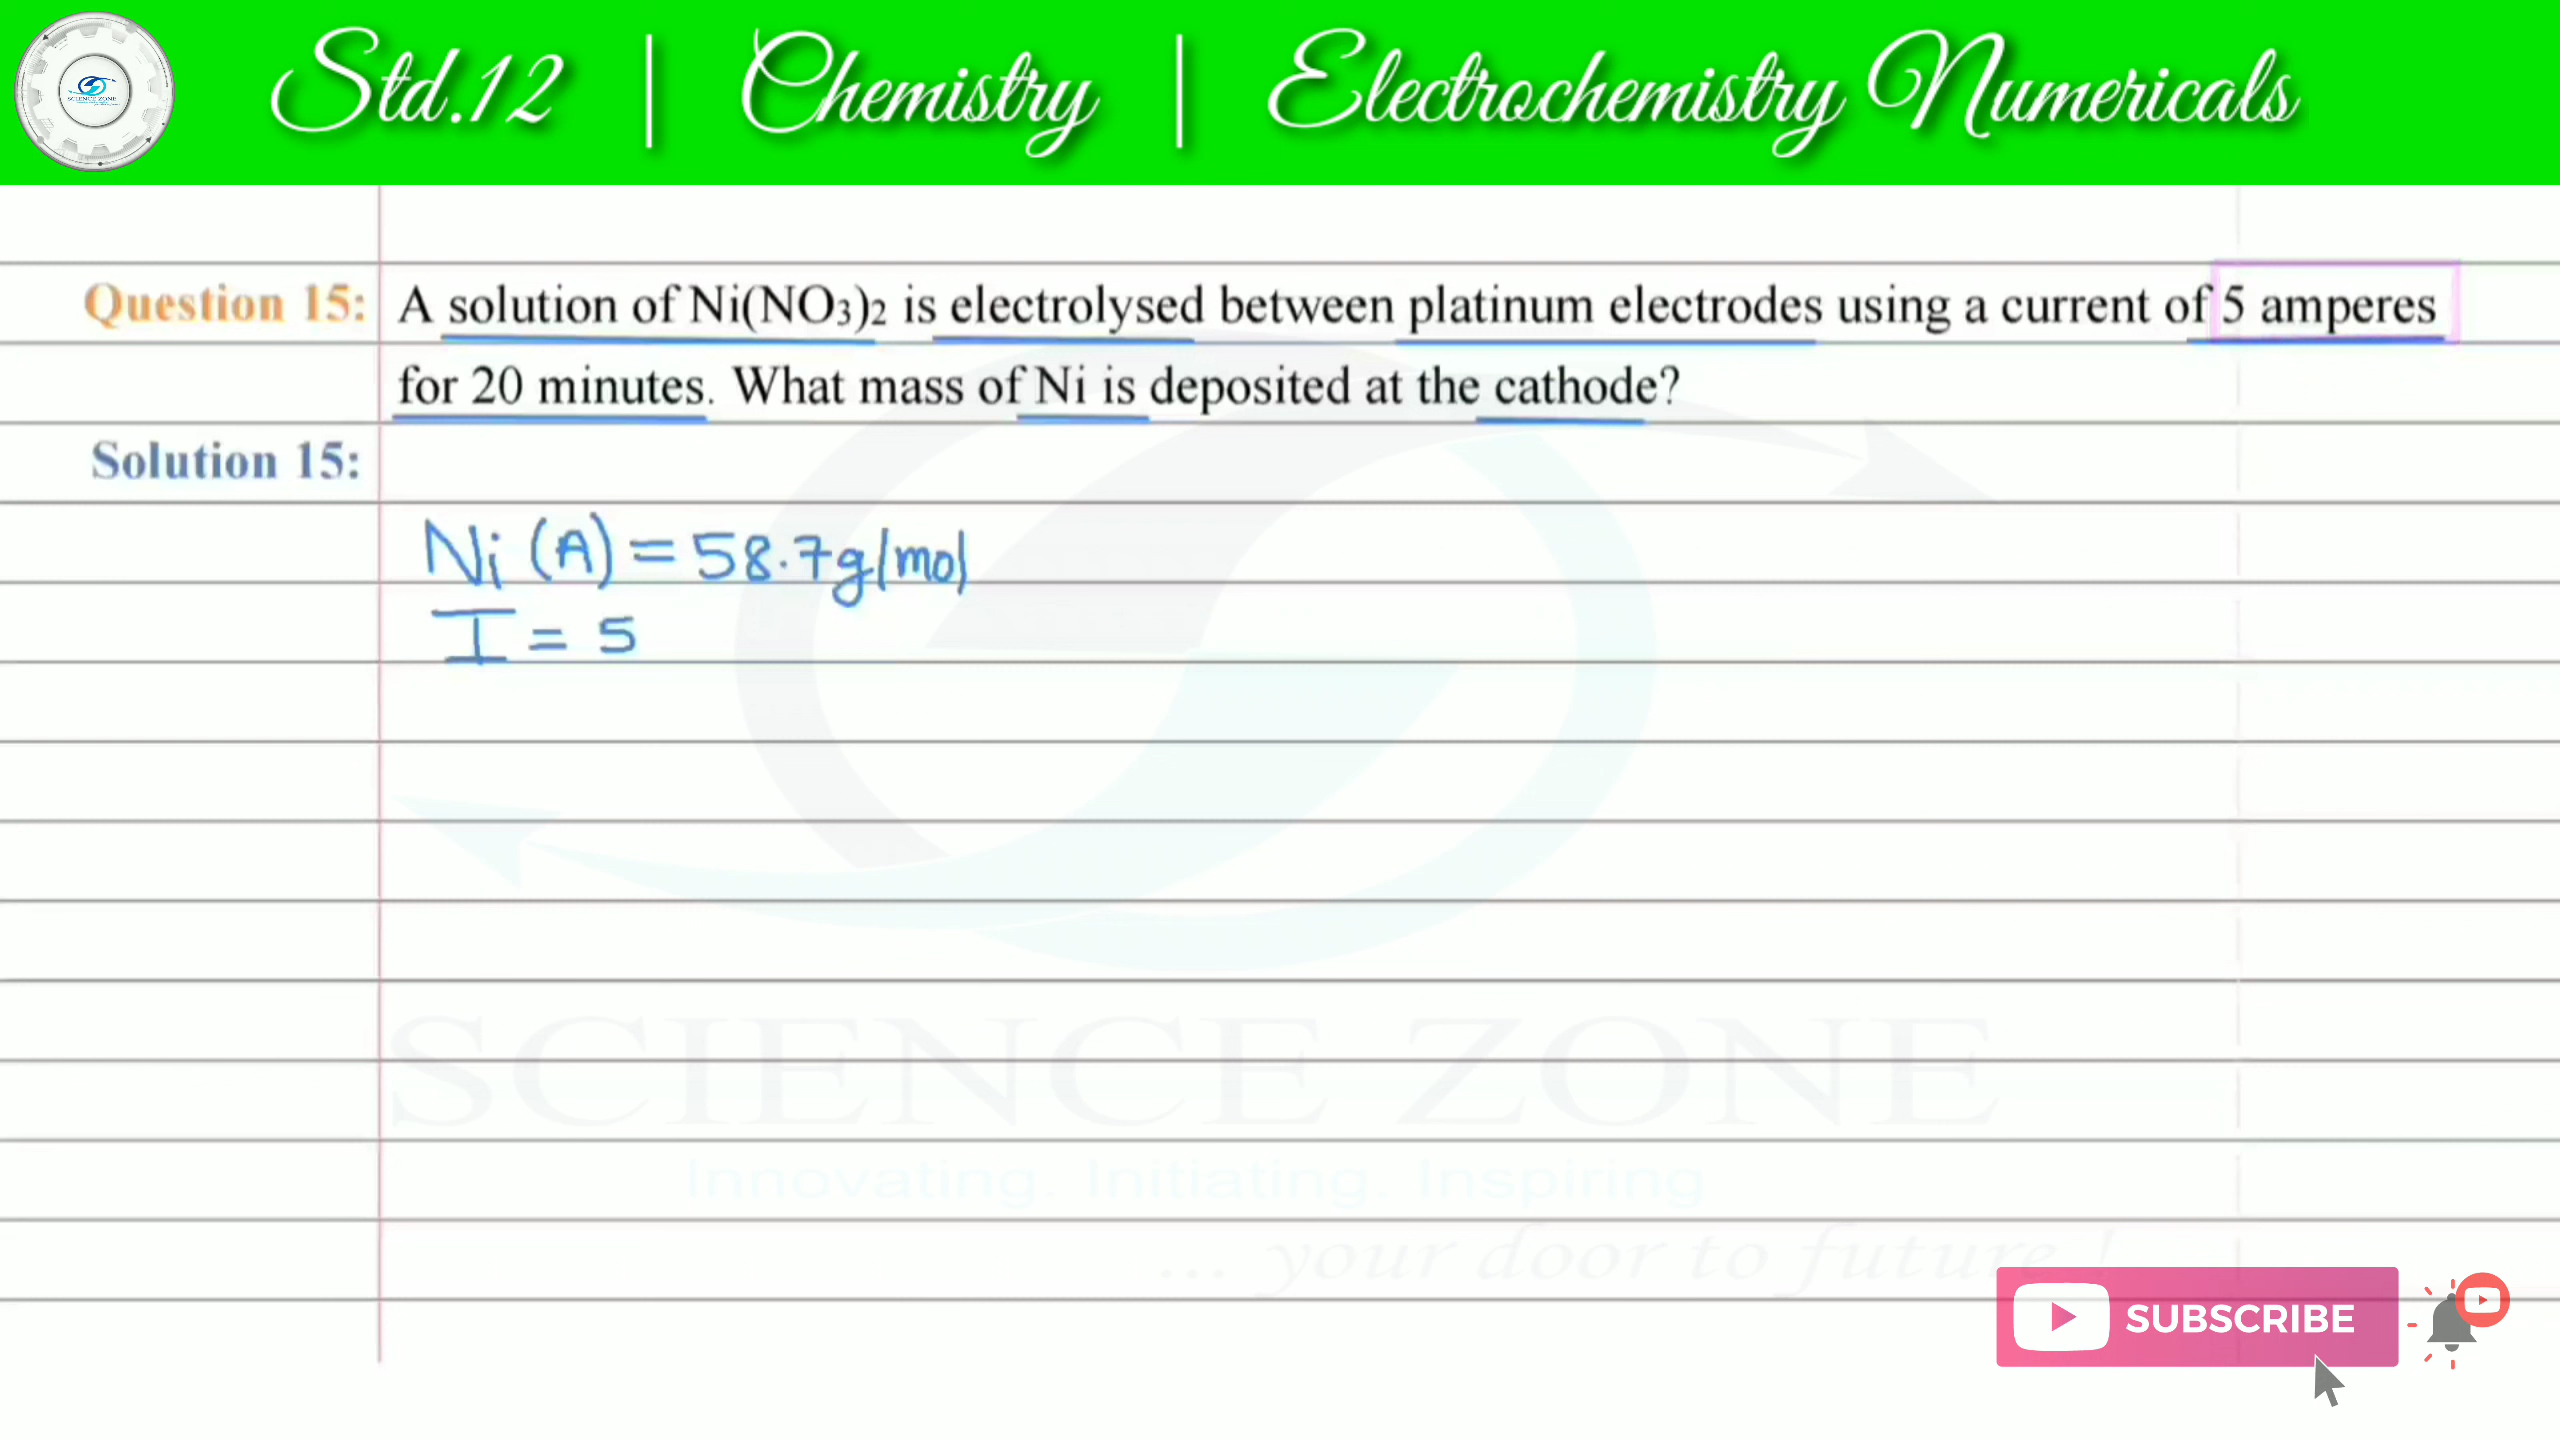 Std.12 | Chemistry | Electrochemistry Numericals
SCIENCE ZONE
Question 15: A solution of Ni(NO₃)₂ is electrolysed between platinum electrodes using a current of 5 amperes
for 20 minutes. What mass of Ni is deposited at the cathode?
Solution 15:
Ni (A) = 58.7g/mol
I = 5
SCIENCE ZONE
Innovating. Initiating. Inspiring
... your door to future !
SUBSCRIBE